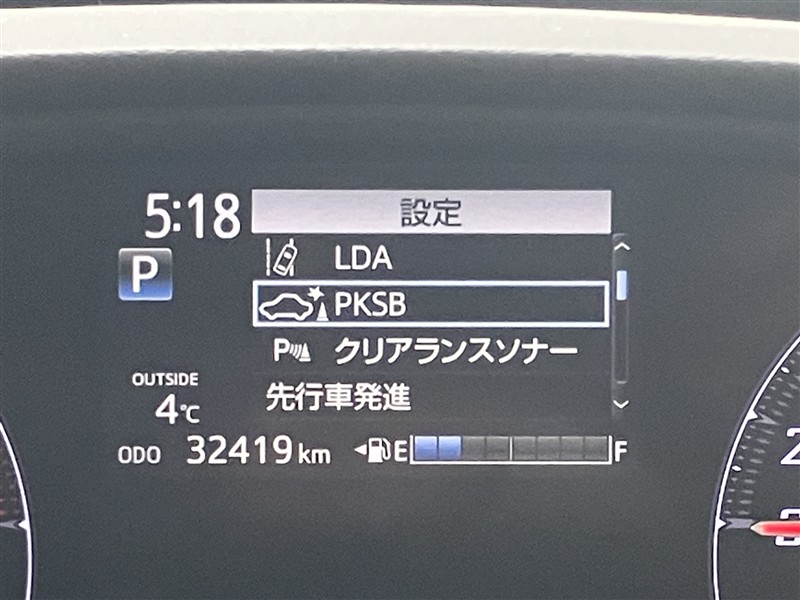 5:18
設定
LDA
P
PKSB
P クリアランスソナー
OUTSIDE
4℃
先行車発進
ODO 32419 km
E F
2